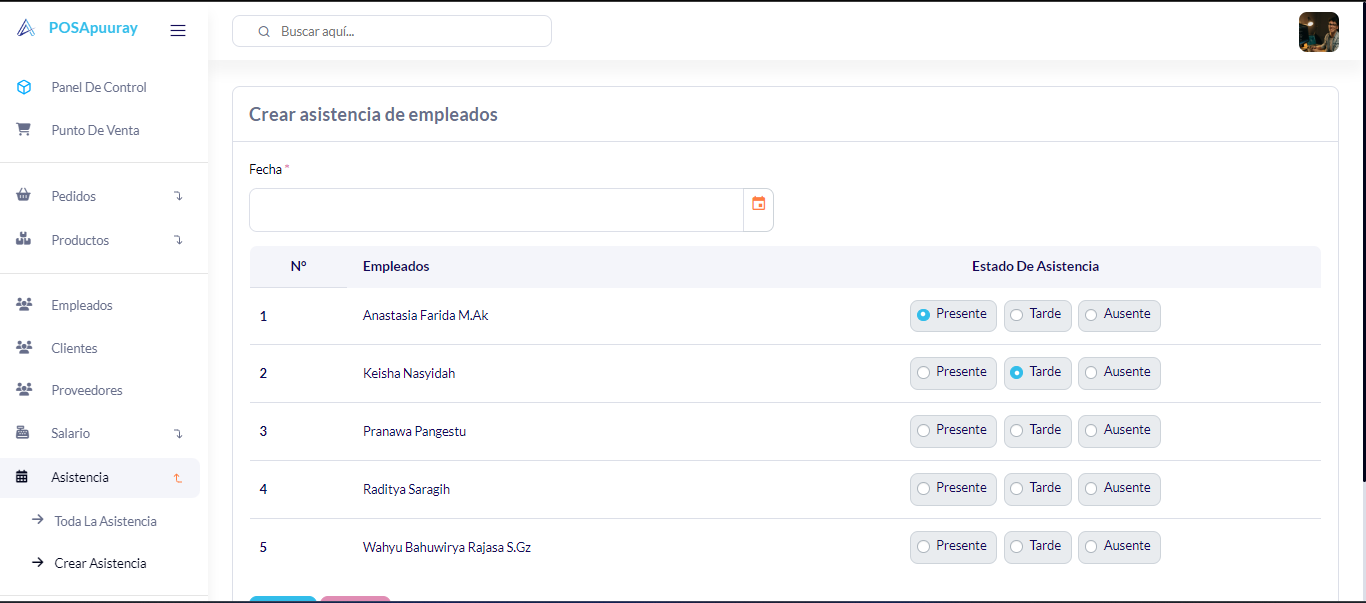 POSApuuray
Buscar aquí...
Panel De Control
Punto De Venta
Pedidos
Productos
Empleados
Clientes
Proveedores
Salario
Asistencia
Toda La Asistencia
Crear Asistencia
Crear asistencia de empleados
Fecha *
N° Empleados Estado De Asistencia
1 Anastasia Farida M.Ak Presente Tarde Ausente
2 Keisha Nasyidah Presente Tarde Ausente
3 Pranawa Pangestu Presente Tarde Ausente
4 Raditya Saragih Presente Tarde Ausente
5 Wahyu Bahuwirya Rajasa S.Gz Presente Tarde Ausente